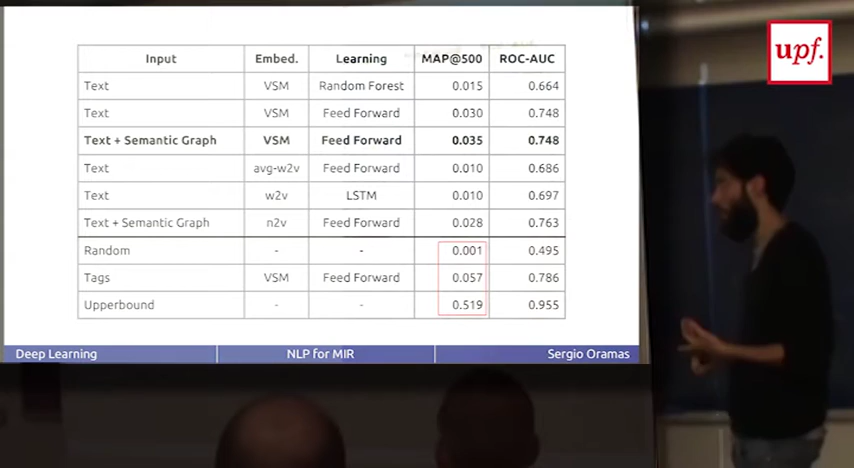 upf.
Input Embed. Learning MAP@500 ROC-AUC
Text VSM Random Forest 0.015 0.664
Text VSM Feed Forward 0.030 0.748
Text + Semantic Graph VSM Feed Forward 0.035 0.748
Text avg-w2v Feed Forward 0.010 0.686
Text w2v LSTM 0.010 0.697
Text + Semantic Graph n2v Feed Forward 0.028 0.763
Random - - 0.001 0.495
Tags VSM Feed Forward 0.057 0.786
Upperbound - - 0.519 0.955
Deep Learning NLP for MIR Sergio Oramas